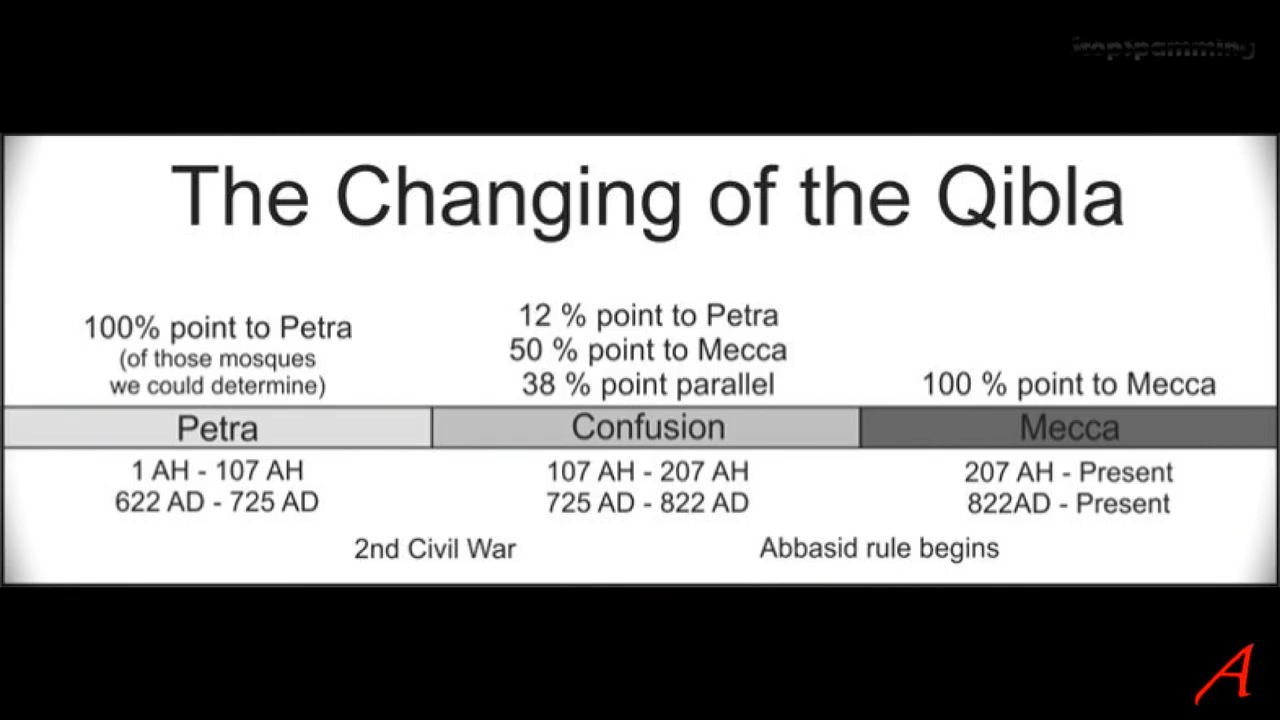 The Changing of the Qibla
100% point to Petra
(of those mosques
we could determine)
12 % point to Petra
50 % point to Mecca
38 % point parallel
100 % point to Mecca
Petra
Confusion
Mecca
1 AH - 107 AH
622 AD - 725 AD
107 AH - 207 AH
725 AD - 822 AD
207 AH - Present
822AD - Present
2nd Civil War
Abbasid rule begins
A